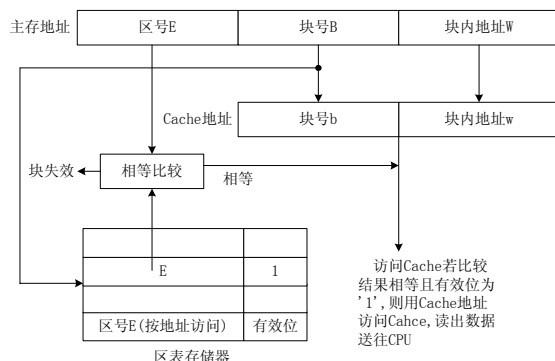 主存地址 区号E 块号B 块内地址W
Cache地址 块号b 块内地址w
块失效 相等比较 相等
E 1
区号E(按地址访问) 有效位
区表存储器
访问Cache若比较
结果相等且有效位为
'1',则用Cache地址
访问Cahce,读出数据
送往CPU